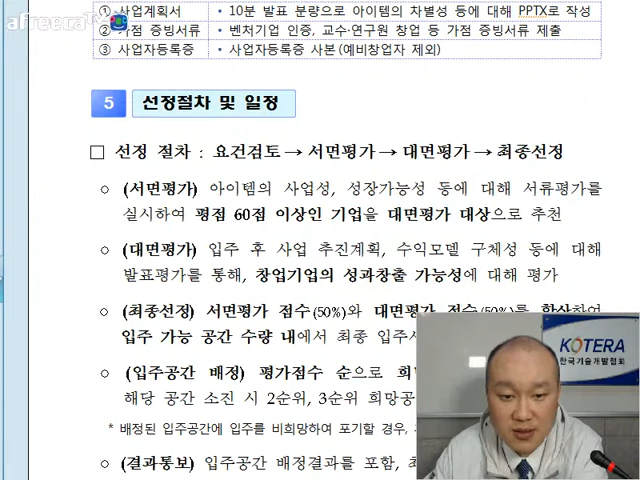 afreecaTV
① 사업계획서 • 10분 발표 분량으로 아이템의 차별성 등에 대해 PPTX로 작성
② 가점 증빙서류 • 벤처기업 인증, 교수·연구원 창업 등 가점 증빙서류 제출
③ 사업자등록증 • 사업자등록증 사본(예비창업자 제외)
5 선정절차 및 일정
□ 선정 절차 : 요건검토→서면평가→대면평가→최종선정
○ (서면평가) 아이템의 사업성, 성장가능성 등에 대해 서류평가를
실시하여 평점 60점 이상인 기업을 대면평가 대상으로 추천
○ (대면평가) 입주 후 사업 추진계획, 수익모델 구체성 등에 대해
발표평가를 통해, 창업기업의 성과창출 가능성에 대해 평가
○ (최종선정) 서면평가 점수(50%)와 대면평가 점수(50%)를 합산하여
입주 가능 공간 수량 내에서 최종 입주
○ (입주공간 배정) 평가점수 순으로
해당 공간 소진 시 2순위, 3순위 희망공
* 배정된 입주공간에 입주를 비희망하여 포기할 경우,
○ (결과통보) 입주공간 배정결과를 포함,
KOTERA
한국기술개발협회